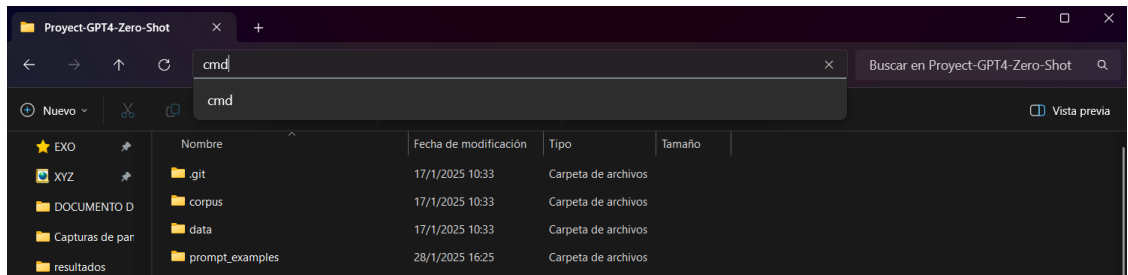 Proyect-GPT4-Zero-Shot
cmd
Buscar en Proyect-GPT4-Zero-Shot
Nuevo
cmd
Vista previa
Nombre Fecha de modificación Tipo Tamaño
EXO
.git 17/1/2025 10:33 Carpeta de archivos
XYZ
corpus 17/1/2025 10:33 Carpeta de archivos
DOCUMENTO D
data 17/1/2025 10:33 Carpeta de archivos
Capturas de pan
prompt_examples 28/1/2025 16:25 Carpeta de archivos
resultados